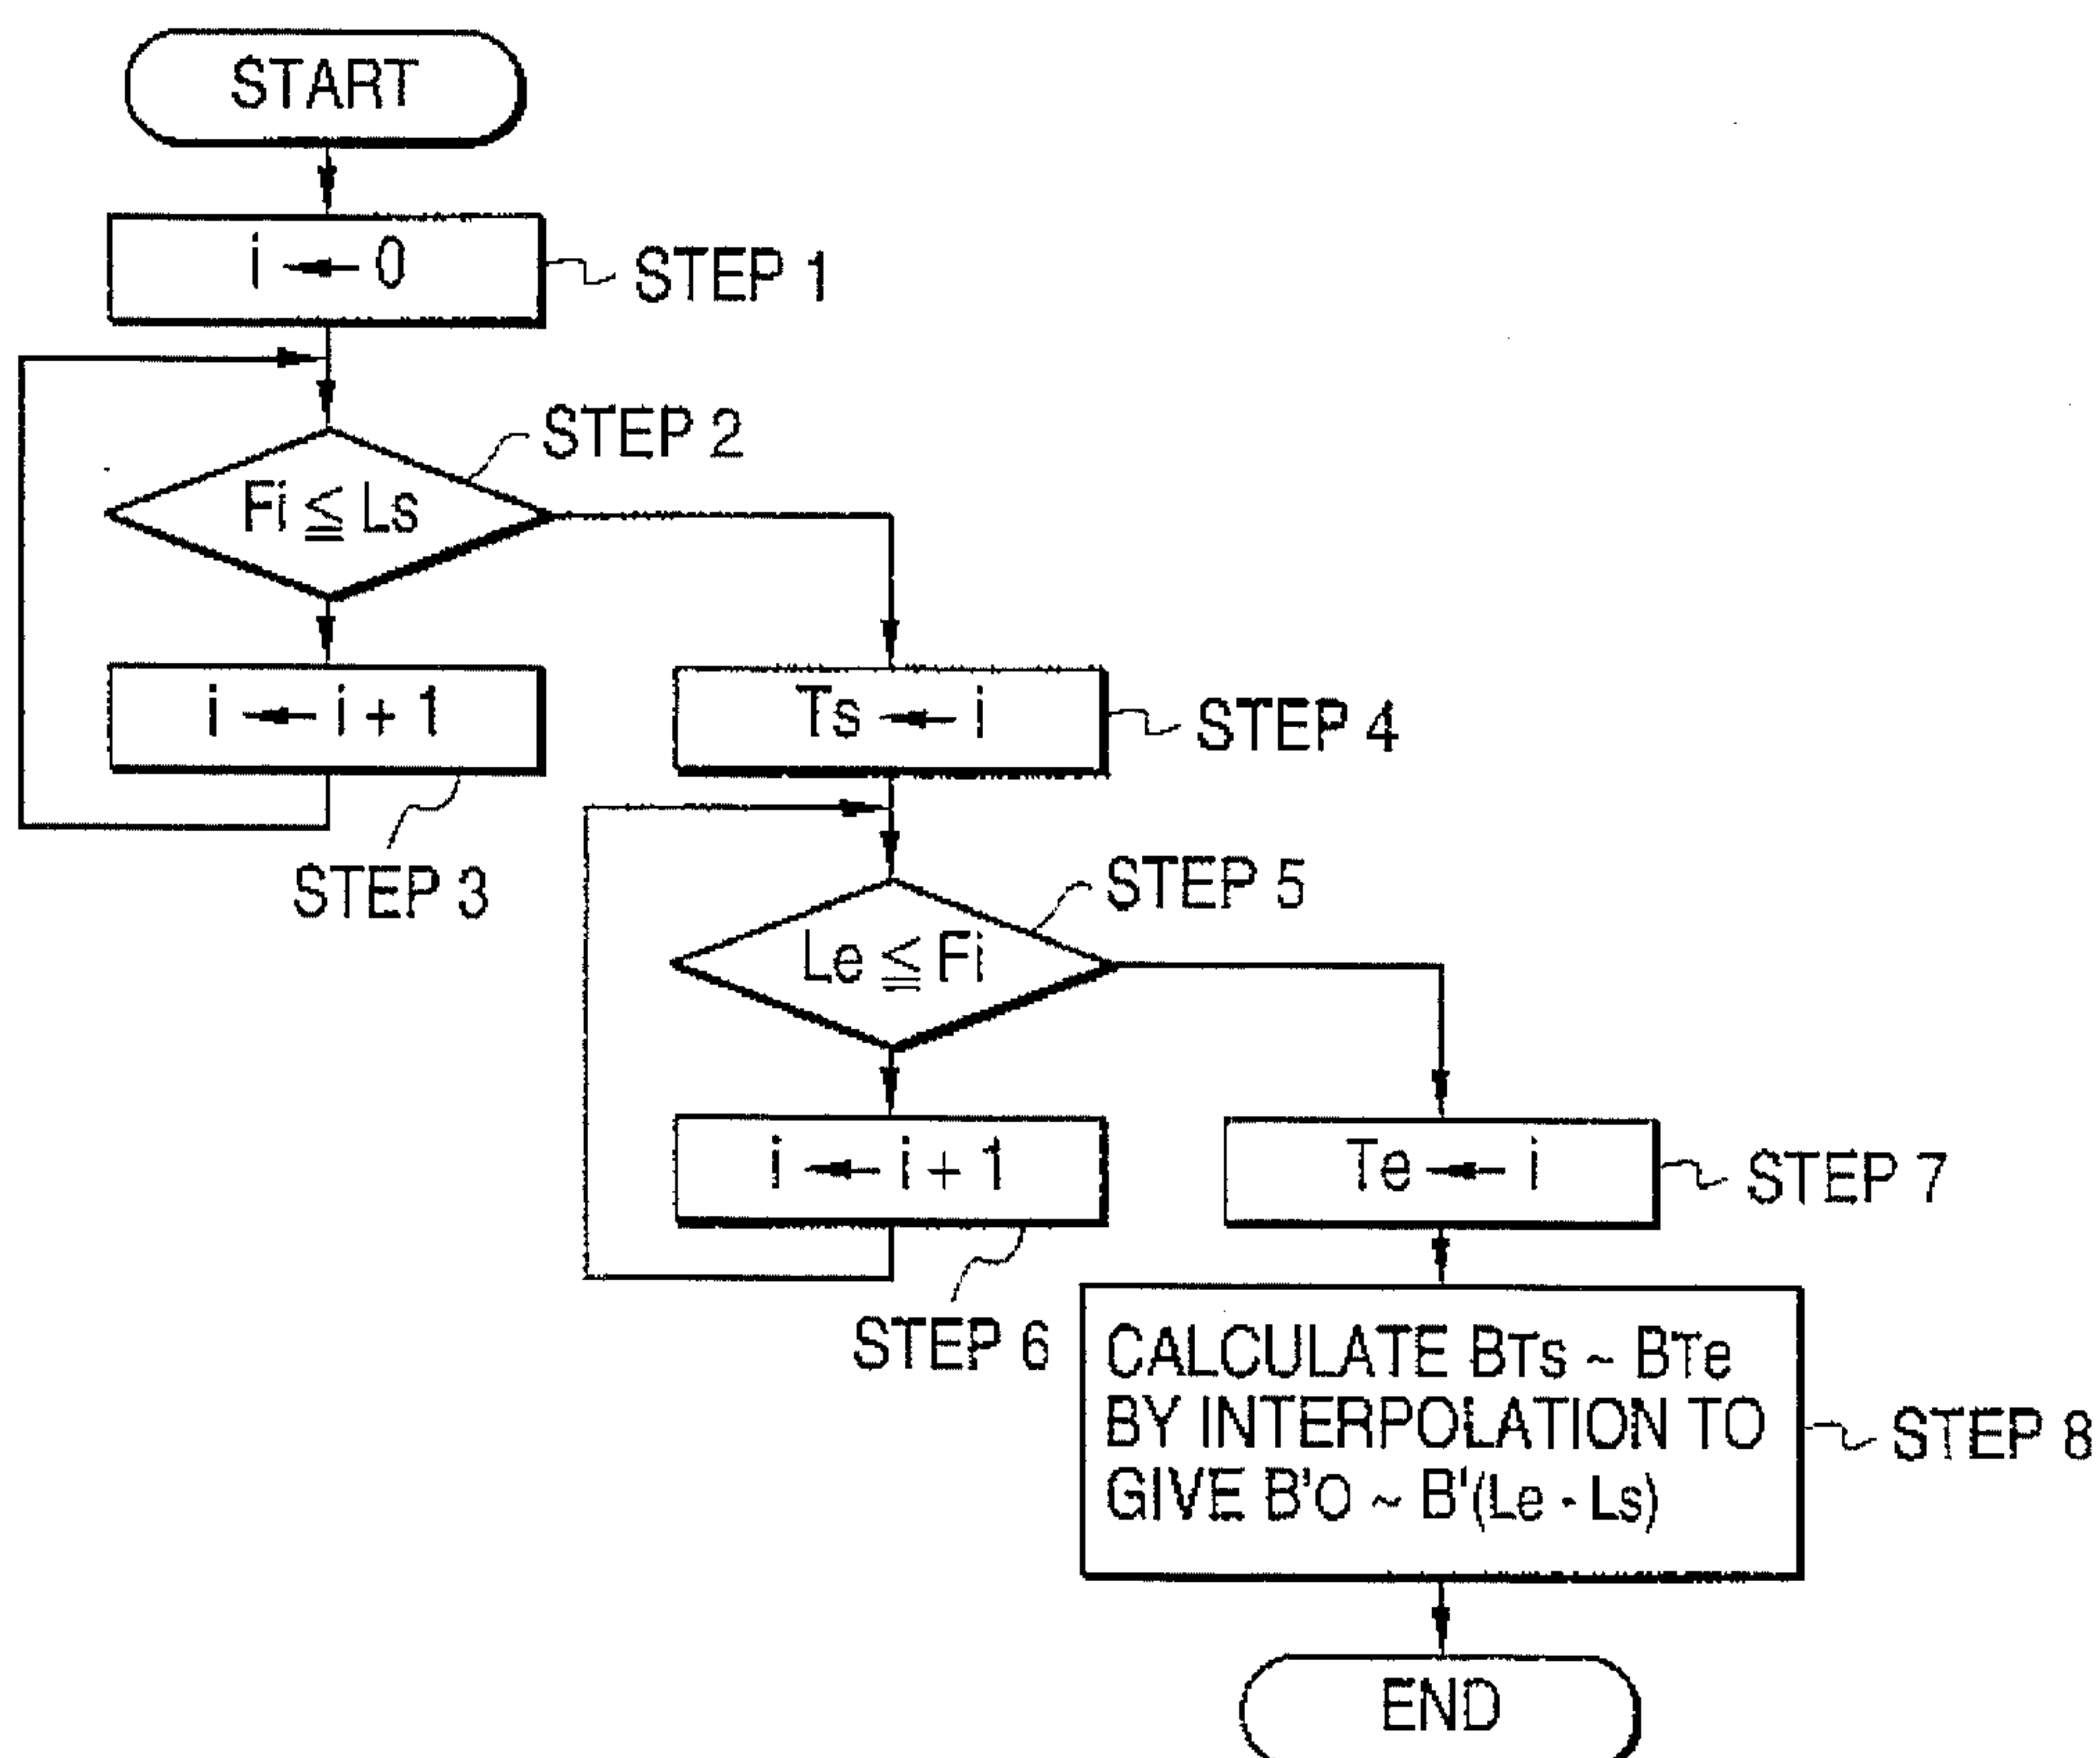 START
i ← 0
STEP 1
STEP 2
Fi ≦ Ls
i ← i + 1
STEP 3
Ts ← i
STEP 4
STEP 5
Le ≦ Fi
i ← i + 1
STEP 6
Te ← i
STEP 7
CALCULATE BTs ~ BTe
BY INTERPOLATION TO
GIVE B'O ~ B'(Le - Ls)
STEP 8
END